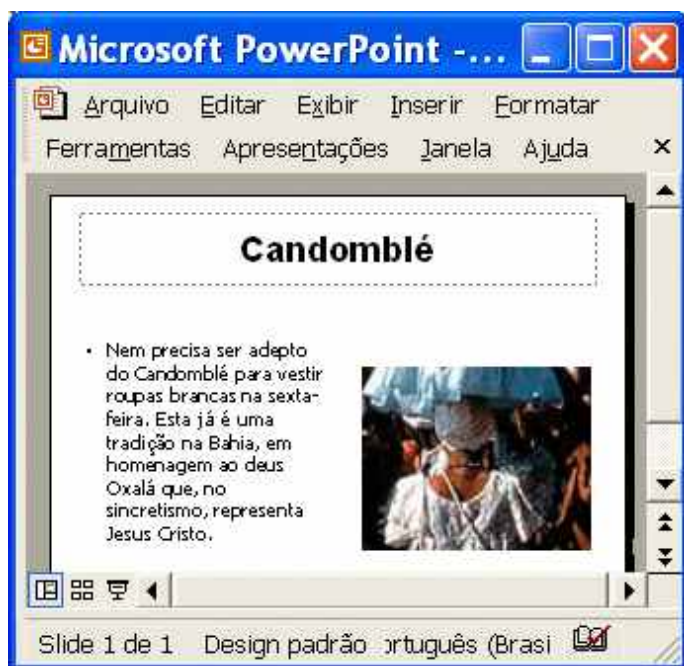 Microsoft PowerPoint -...
Arquivo Editar Exibir Inserir Formatar
Ferramentas Apresentações Janela Ajuda
Candomblé
• Nem precisa ser adepto
do Candomblé para vestir
roupas brancas na sexta-
feira. Esta já é uma
tradição na Bahia, em
homenagem ao deus
Oxalá que, no
sincretismo, representa
Jesus Cristo.
Slide 1 de 1 Design padrão ortuguês (Brasi